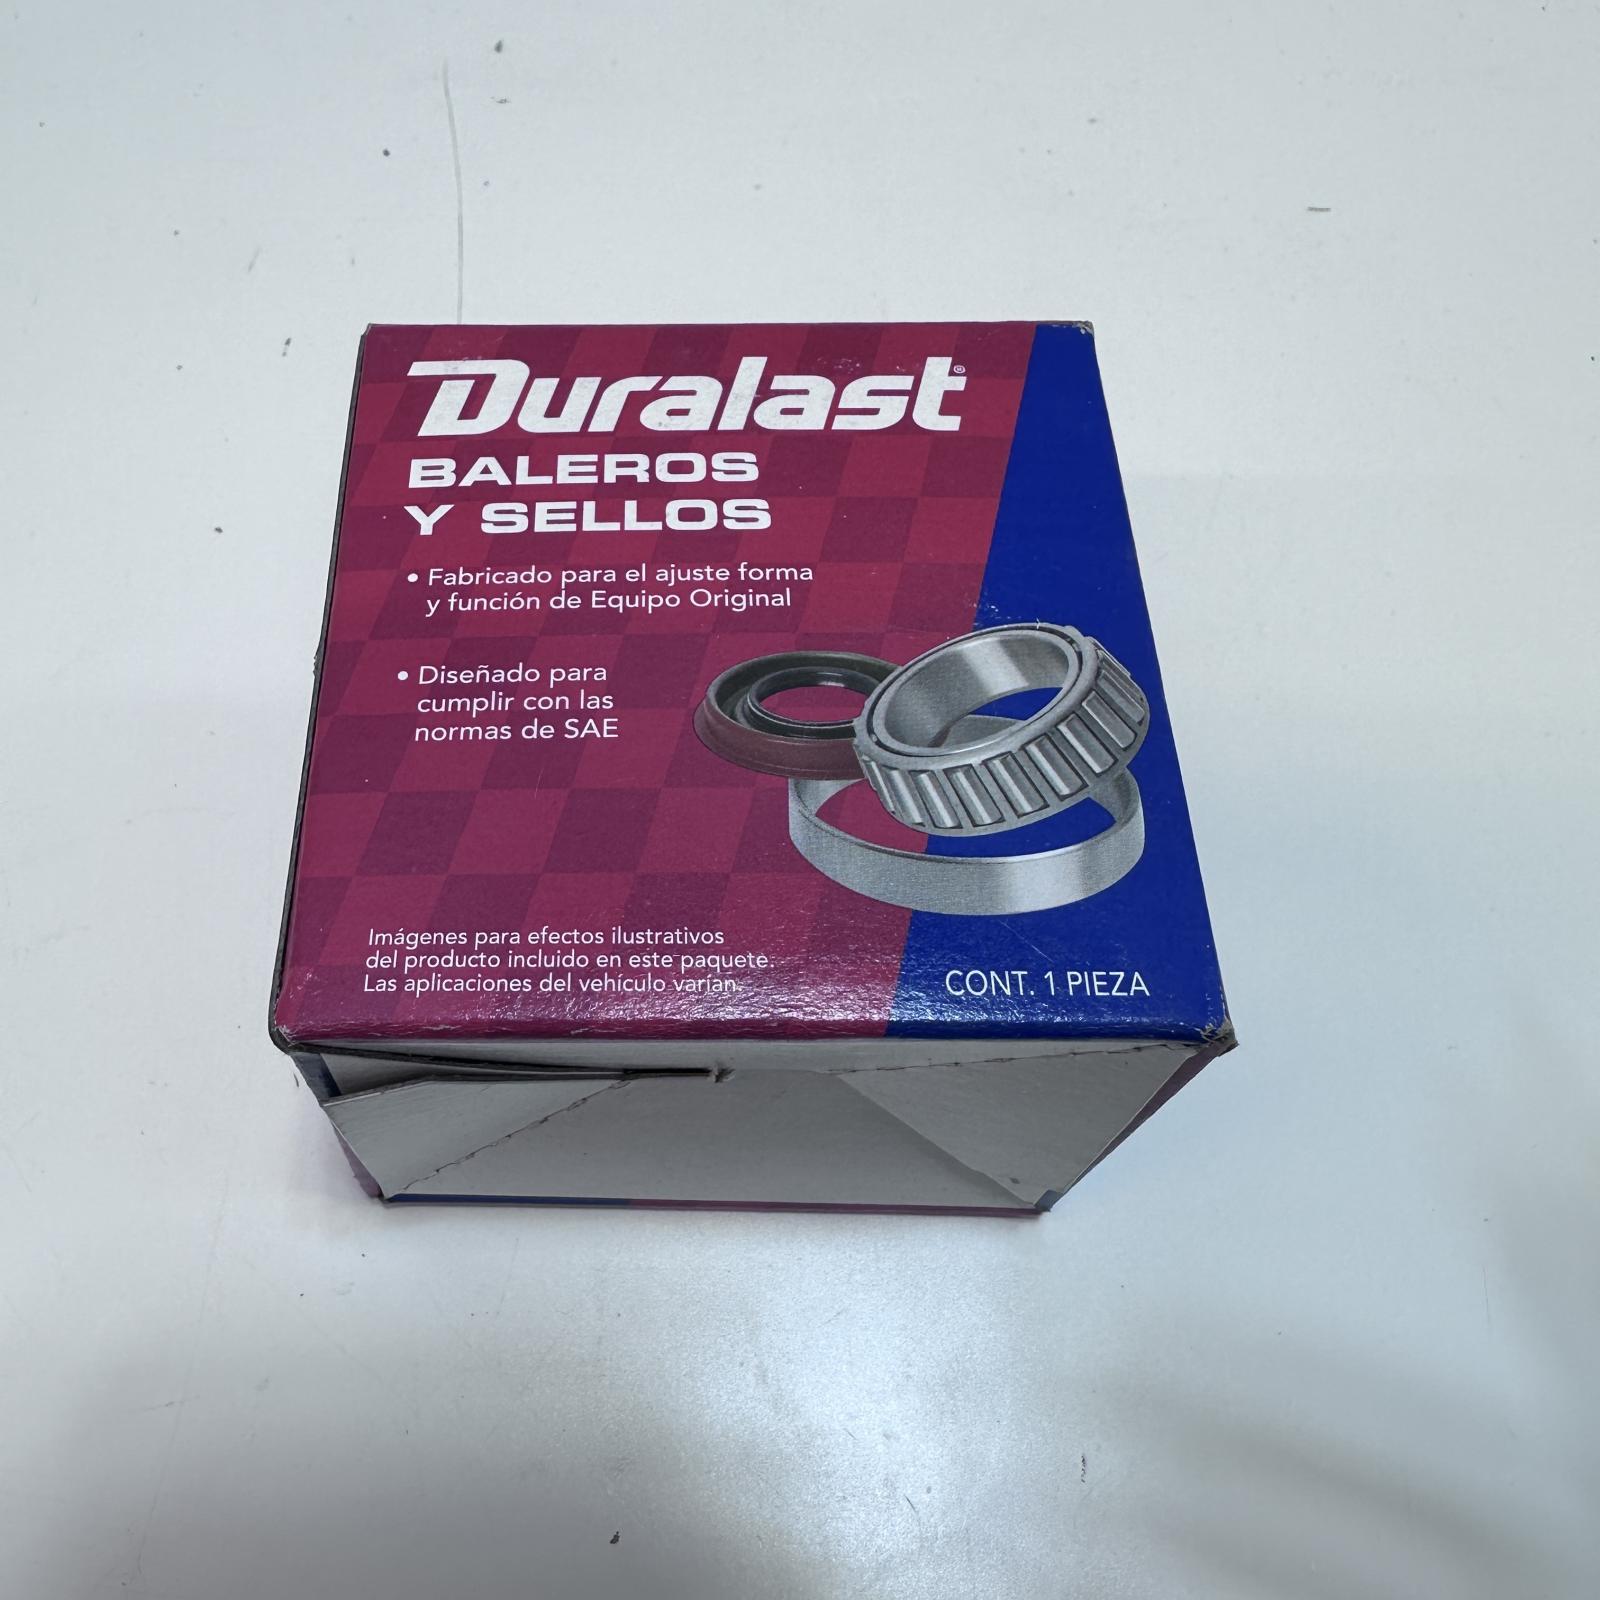 Duralast®
BALEROS
Y SELLOS
• Fabricado para el ajuste forma
y función de Equipo Original
• Diseñado para
cumplir con las
normas de SAE
Imágenes para efectos ilustrativos
del producto incluido en este paquete.
Las aplicaciones del vehículo varían.
CONT. 1 PIEZA